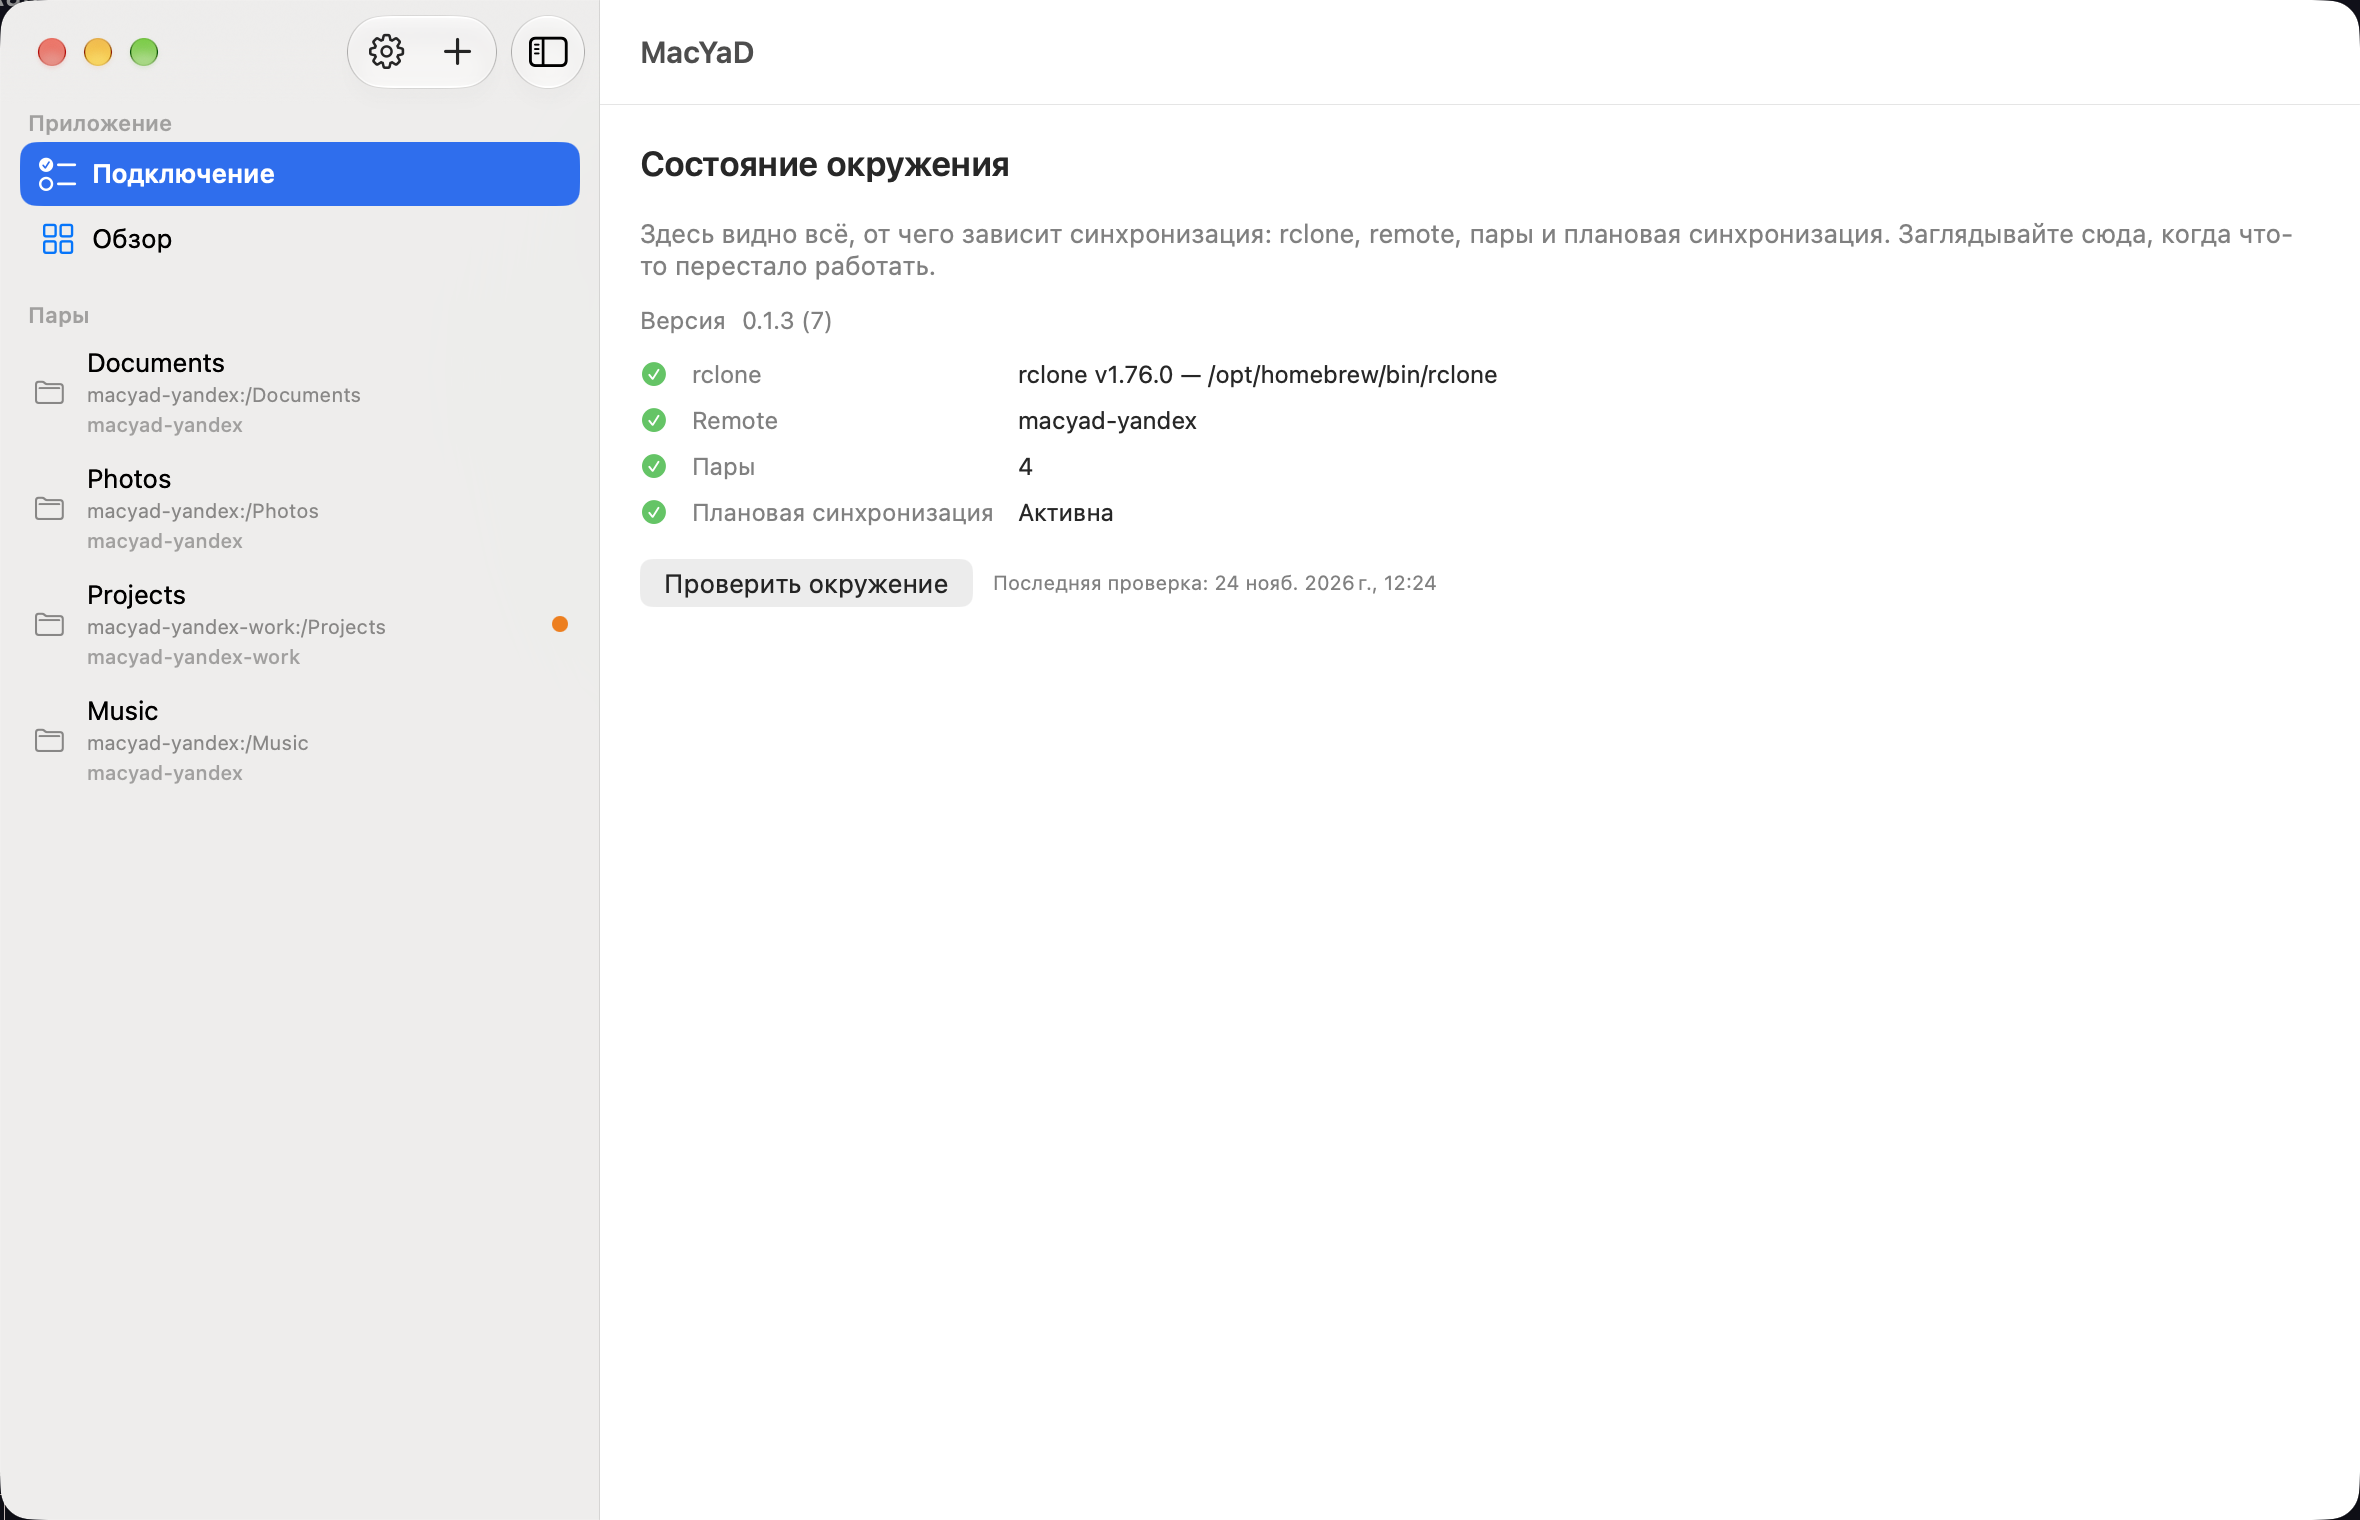 Приложение
Подключение
Обзор
Пары
Documents
macyad-yandex:/Documents
macyad-yandex
Photos
macyad-yandex:/Photos
macyad-yandex
Projects
macyad-yandex-work:/Projects
macyad-yandex-work
Music
macyad-yandex:/Music
macyad-yandex
MacYaD
Состояние окружения
Здесь видно всё, от чего зависит синхронизация: rclone, remote, пары и плановая синхронизация. Заглядывайте сюда, когда что-
то перестало работать.
Версия 0.1.3 (7)
rclone rclone v1.76.0 — /opt/homebrew/bin/rclone
Remote macyad-yandex
Пары 4
Плановая синхронизация Активна
Проверить окружение Последняя проверка: 24 нояб. 2026 г., 12:24